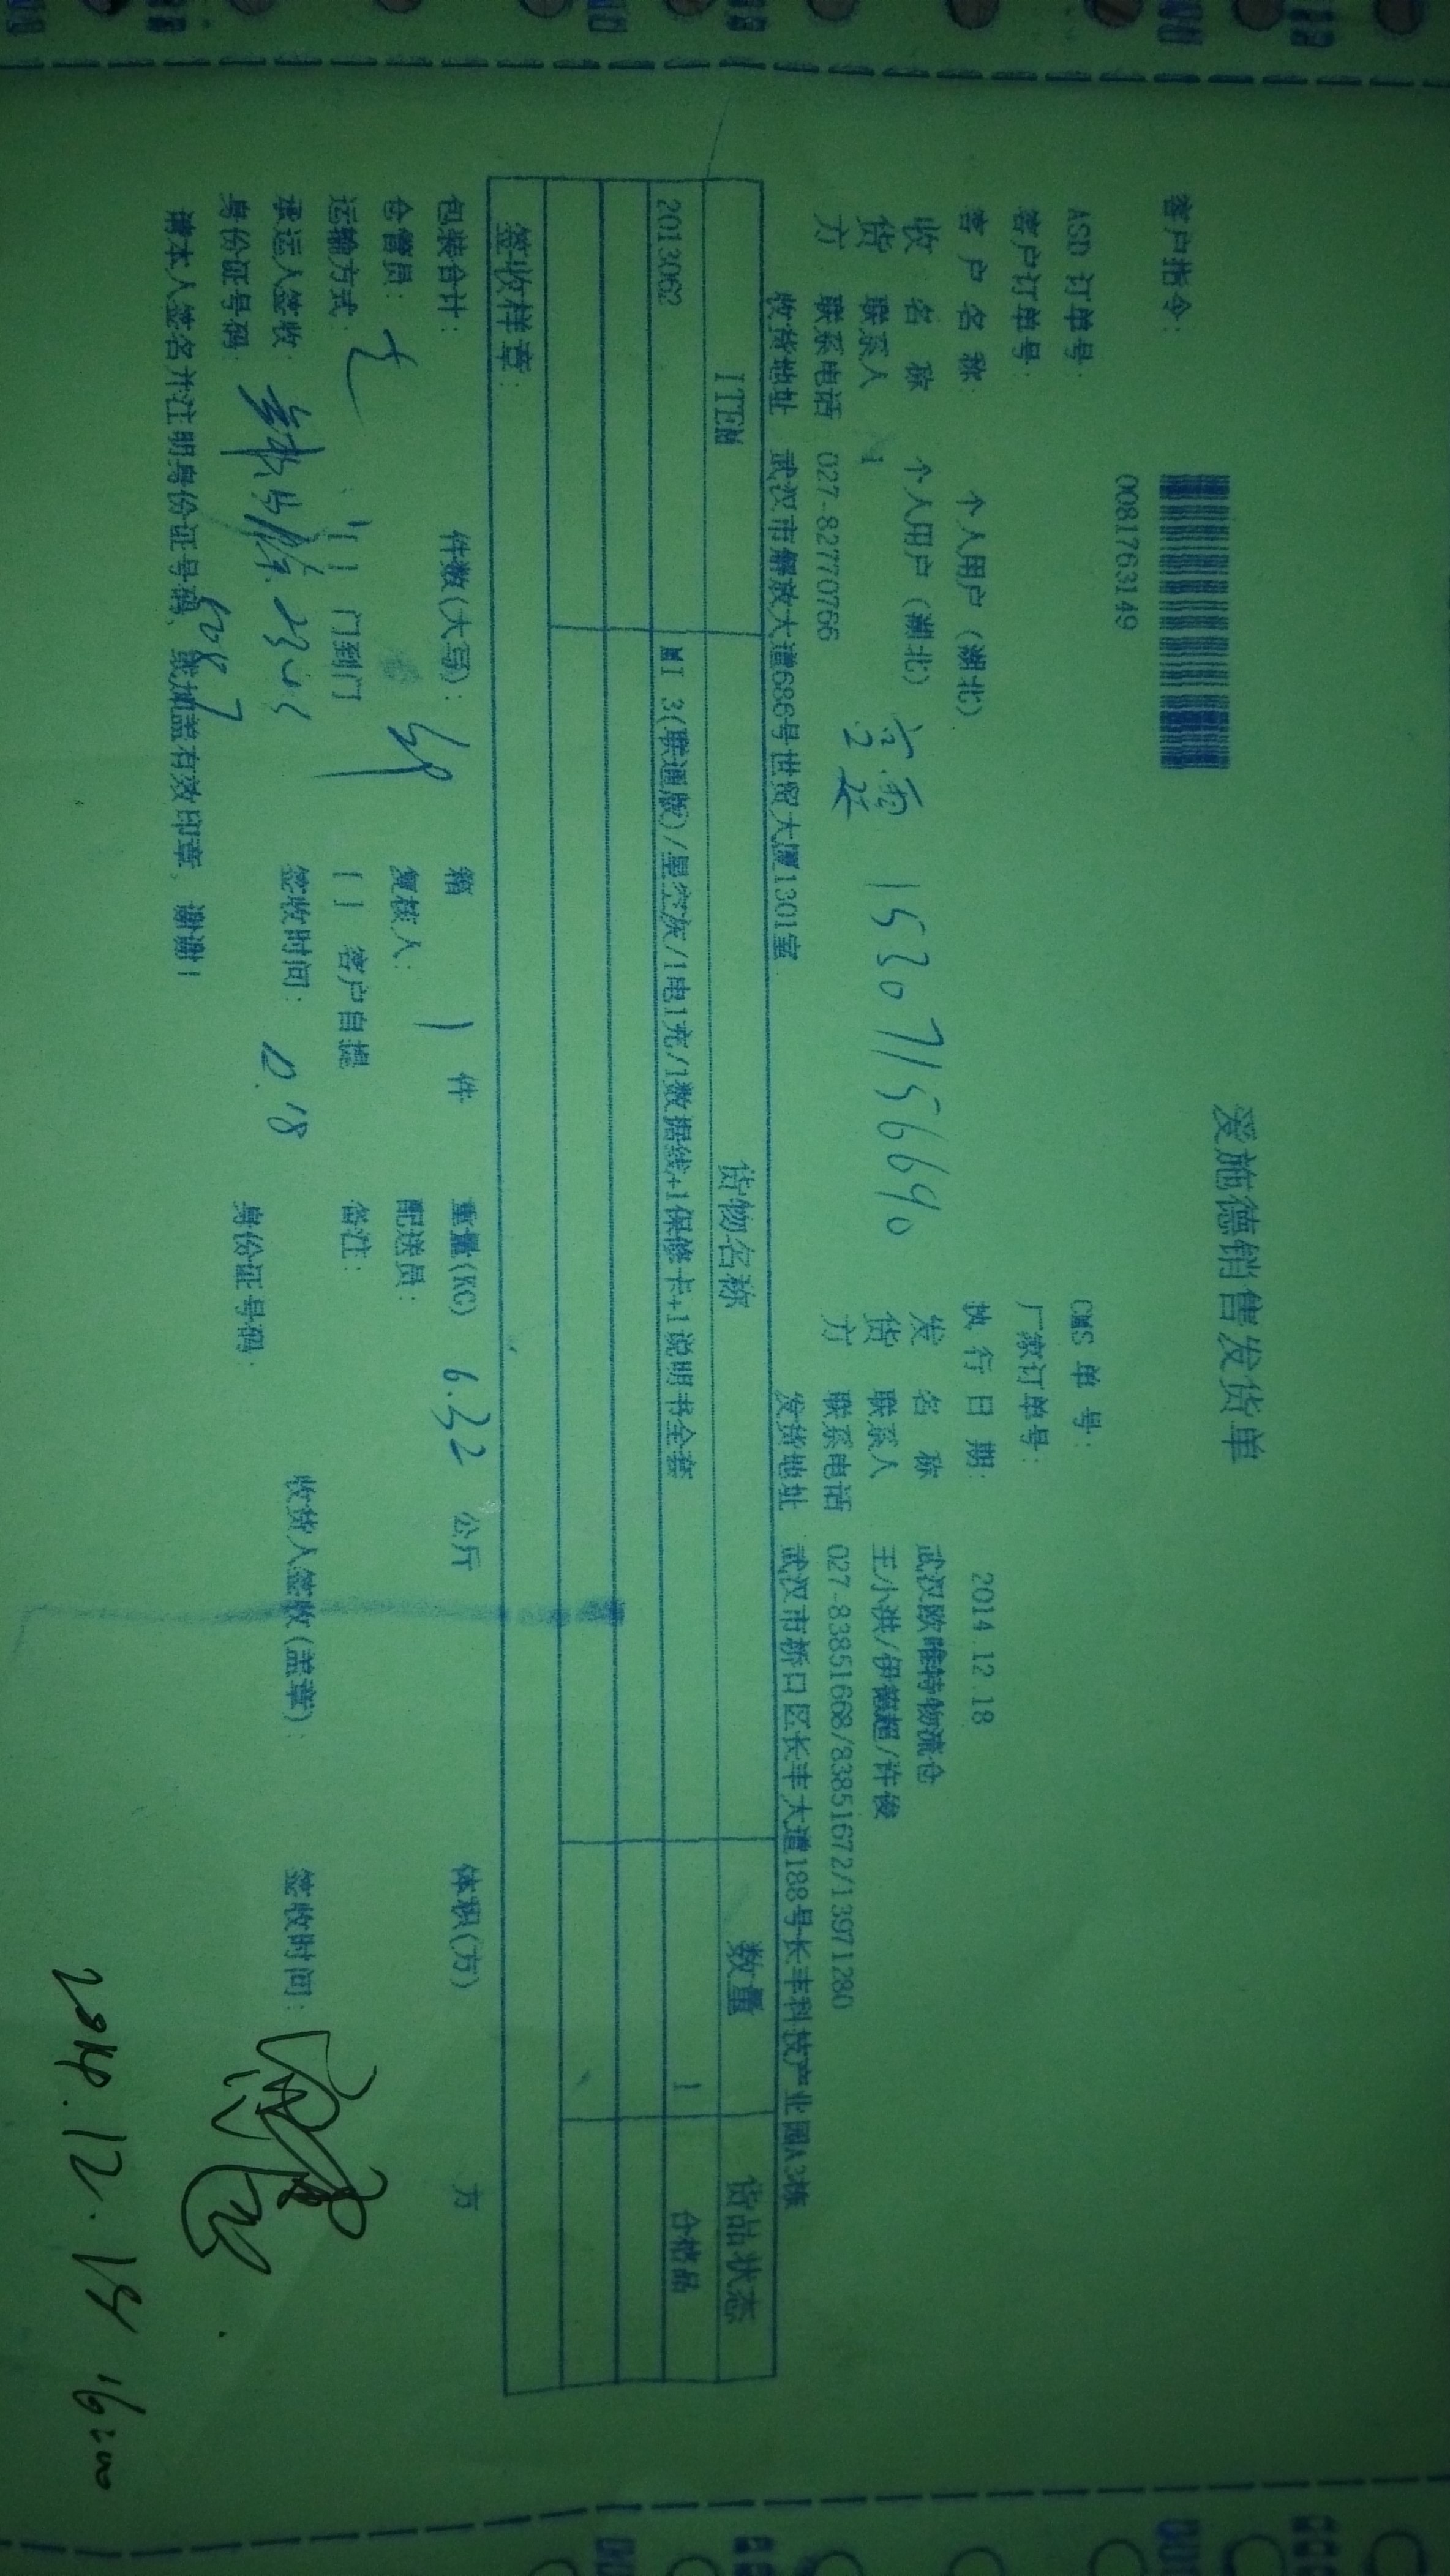 爱施德销售发货单
客户指令：
0081763149
ASD 订单号： CMS 单号：
客户订单号： 厂家订单号：
客户名称： 个人用户（湖北） 执行日期： 2014.12.18
收货方 名称 个人用户（湖北） 发货方 名称 武汉欧唯特物流仓
联系人 15307156690 联系人 王小洪/伊德超/许俊
联系电话 027-82770766 联系电话 027-83851668/83851672/13971280
收货地址 武汉市解放大道686号世贸大厦1301室 发货地址 武汉市桥口区长丰大道188号长丰科技产业园A3栋
ITEM 货物名称 数量 货品状态
2013062 MI 3(联通版)/星空灰/1电1充/1数据线+1保修卡+1说明书全套 1 合格品
签收样章：
包装合计： 件数(大写)： 箱 1 件 重量(KG) 6.32 公斤 体积(方) 方
仓管员： 复核人： 配送员：
运输方式： [ ] 门到门 [ ] 客户自提 备注：
承运人签收： 签收时间： 12.18 收货人签收(盖章)： 签收时间：
身份证号码： 身份证号码：
请本人签名并注明身份证号码，或加盖有效印章，谢谢！
2014.12.19 16:00